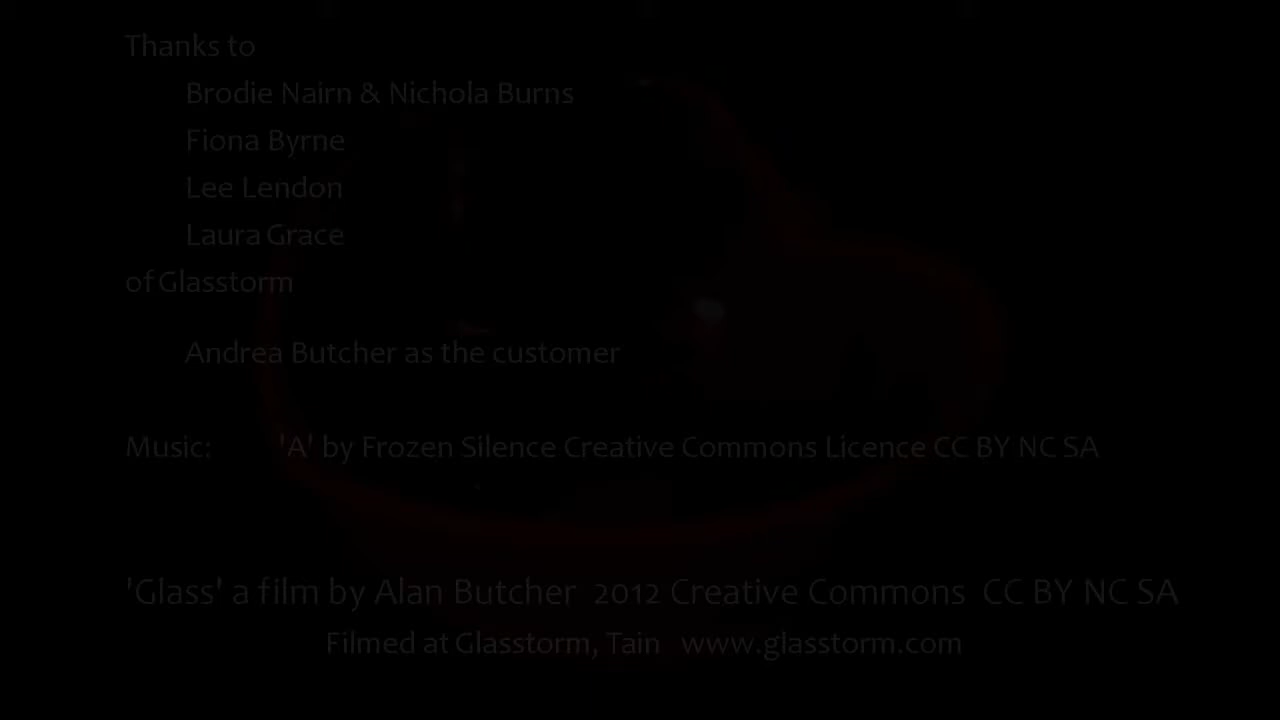 Thanks to
Brodie Nairn & Nichola Burns
Fiona Byrne
Lee Lendon
Laura Grace
of Glasstorm
Andrea Butcher as the customer
Music: 'A' by Frozen Silence Creative Commons Licence CC BY NC SA
'Glass' a film by Alan Butcher 2012 Creative Commons CC BY NC SA
Filmed at Glasstorm, Tain www.glasstorm.com